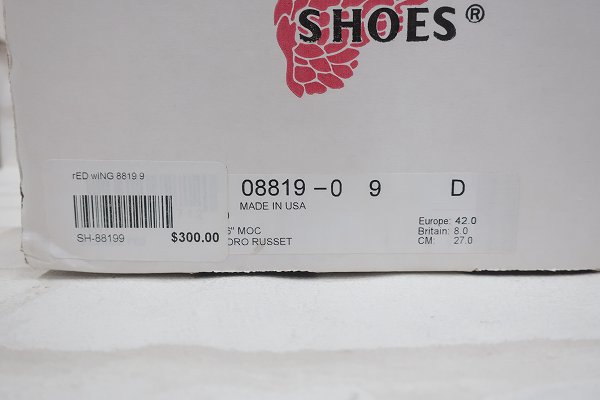 SHOES®
rED wiNG 8819 9
SH-88199 $300.00
08819-0 9 D
MADE IN USA
6" MOC
ORO RUSSET
Europe: 42.0
Britain: 8.0
CM: 27.0